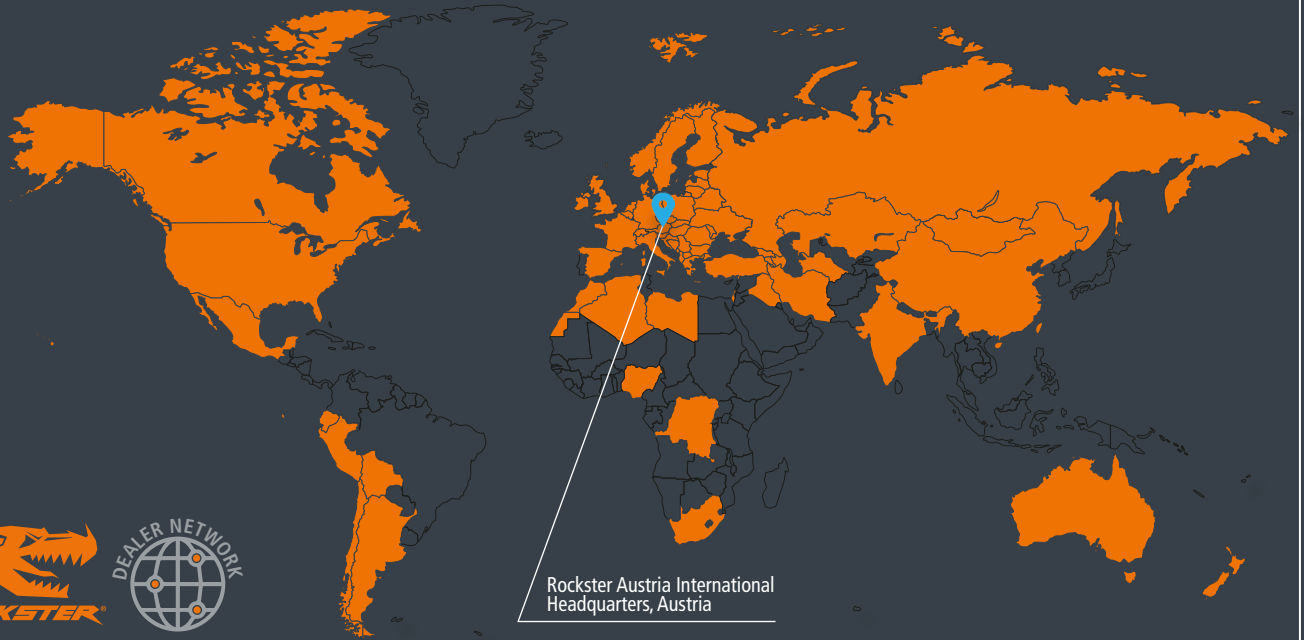 DEALER NETWORK
KSTER®
Rockster Austria International
Headquarters, Austria